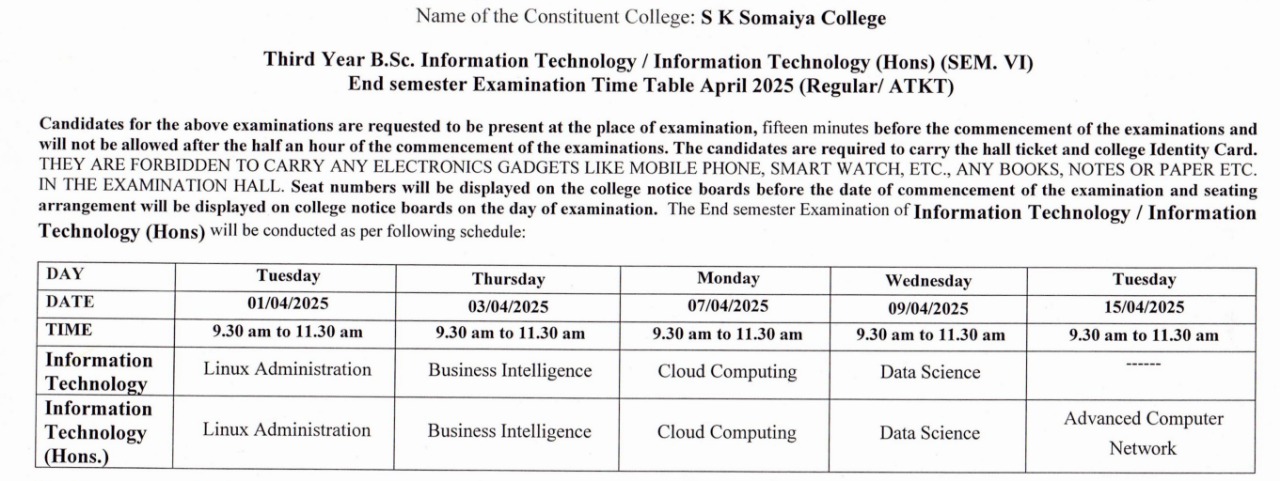 Name of the Constituent College: S K Somaiya College
Third Year B.Sc. Information Technology / Information Technology (Hons) (SEM. VI)
End semester Examination Time Table April 2025 (Regular/ ATKT)
Candidates for the above examinations are requested to be present at the place of examination, fifteen minutes before the commencement of the examinations and
will not be allowed after the half an hour of the commencement of the examinations. The candidates are required to carry the hall ticket and college Identity Card.
THEY ARE FORBIDDEN TO CARRY ANY ELECTRONICS GADGETS LIKE MOBILE PHONE, SMART WATCH, ETC., ANY BOOKS, NOTES OR PAPER ETC.
IN THE EXAMINATION HALL. Seat numbers will be displayed on the college notice boards before the date of commencement of the examination and seating
arrangement will be displayed on college notice boards on the day of examination. The End semester Examination of Information Technology / Information
Technology (Hons) will be conducted as per following schedule:
DAY Tuesday Thursday Monday Wednesday Tuesday
DATE 01/04/2025 03/04/2025 07/04/2025 09/04/2025 15/04/2025
TIME 9.30 am to 11.30 am 9.30 am to 11.30 am 9.30 am to 11.30 am 9.30 am to 11.30 am 9.30 am to 11.30 am
Information
Technology Linux Administration Business Intelligence Cloud Computing Data Science ------
Information
Technology
(Hons.) Linux Administration Business Intelligence Cloud Computing Data Science Advanced Computer
Network